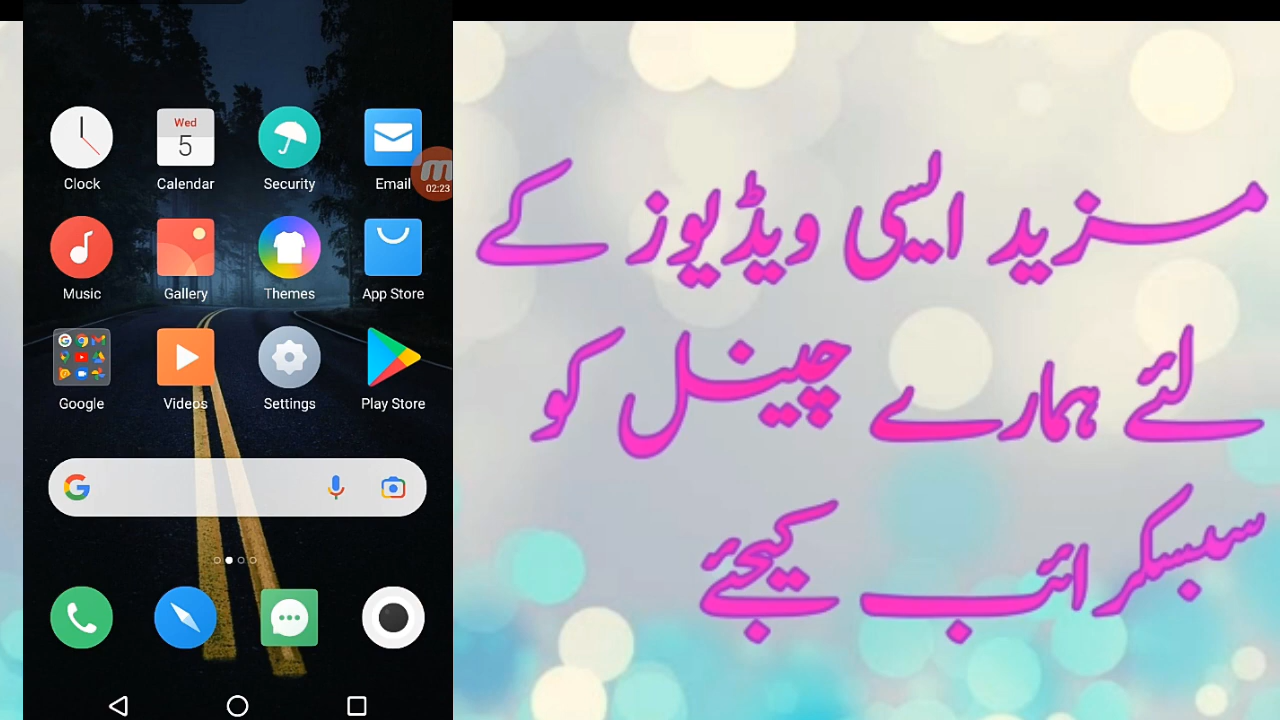 Wed
5
Clock Calendar Security Email
02:23
Music Gallery Themes App Store
Google Videos Settings Play Store
مزید ایسی ویڈیوز کے
لئے ہمارے چینل کو
سبسکرائب کیجئے